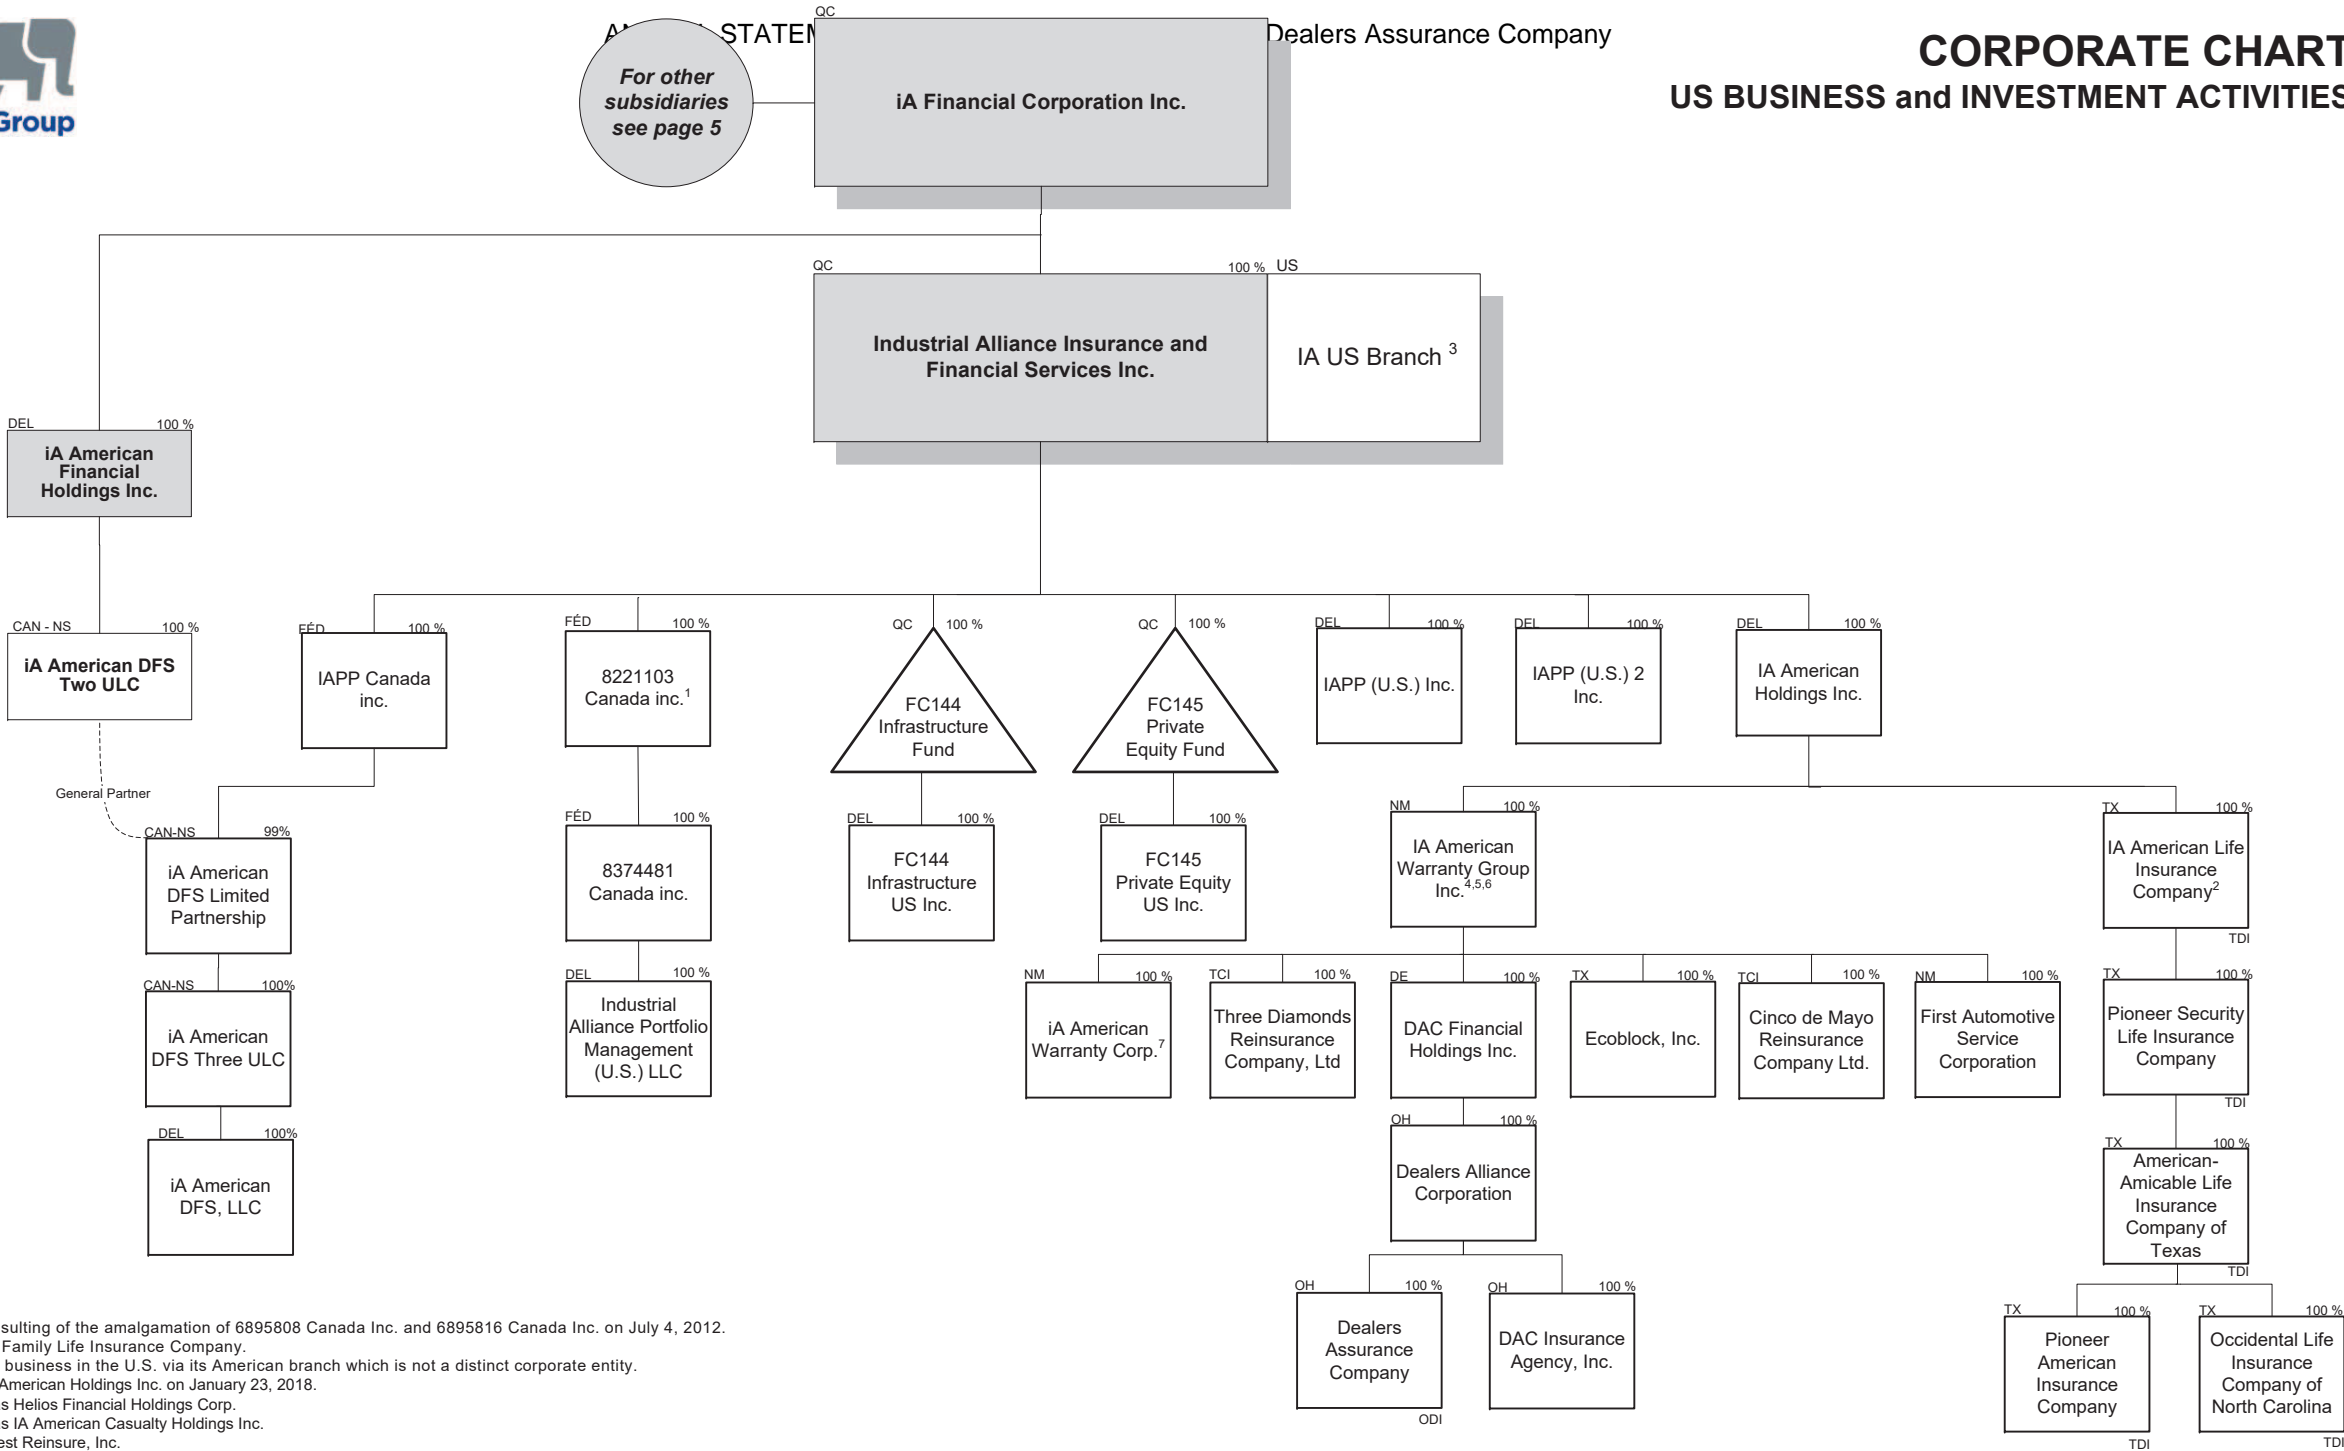 Group
STATEM
Dealers Assurance Company
CORPORATE CHART
US BUSINESS and INVESTMENT ACTIVITIES
For other
subsidiaries
see page 5
QC
iA Financial Corporation Inc.
QC
100 %
US
Industrial Alliance Insurance and
Financial Services Inc.
IA US Branch 3
DEL
100 %
iA American
Financial
Holdings Inc.
CAN - NS
100 %
iA American DFS
Two ULC
General Partner
FÉD
100 %
IAPP Canada
inc.
FÉD
100 %
8221103
Canada inc.1
QC
100 %
FC144
Infrastructure
Fund
QC
100 %
FC145
Private
Equity Fund
DEL
100 %
IAPP (U.S.) Inc.
DEL
100 %
IAPP (U.S.) 2
Inc.
DEL
100 %
IA American
Holdings Inc.
CAN-NS
99%
iA American
DFS Limited
Partnership
FÉD
100 %
8374481
Canada inc.
DEL
100 %
FC144
Infrastructure
US Inc.
DEL
100 %
FC145
Private Equity
US Inc.
NM
100 %
IA American
Warranty Group
Inc.4,5,6
TX
100 %
IA American Life
Insurance
Company2
TDI
CAN-NS
100%
iA American
DFS Three ULC
DEL
100 %
Industrial
Alliance Portfolio
Management
(U.S.) LLC
NM
100 %
iA American
Warranty Corp.7
TCI
100 %
Three Diamonds
Reinsurance
Company, Ltd
DE
100 %
DAC Financial
Holdings Inc.
TX
100 %
Ecoblock, Inc.
TCI
100 %
Cinco de Mayo
Reinsurance
Company Ltd.
NM
100 %
First Automotive
Service
Corporation
TX
100 %
Pioneer Security
Life Insurance
Company
TDI
DEL
100%
iA American
DFS, LLC
OH
100 %
Dealers Alliance
Corporation
TX
100 %
American-
Amicable Life
Insurance
Company of
Texas
TDI
OH
100 %
Dealers
Assurance
Company
ODI
OH
100 %
DAC Insurance
Agency, Inc.
TX
100 %
Pioneer
American
Insurance
Company
TDI
TX
100 %
Occidental Life
Insurance
Company of
North Carolina
TDI
sulting of the amalgamation of 6895808 Canada Inc. and 6895816 Canada Inc. on July 4, 2012.
Family Life Insurance Company.
business in the U.S. via its American branch which is not a distinct corporate entity.
American Holdings Inc. on January 23, 2018.
s Helios Financial Holdings Corp.
as IA American Casualty Holdings Inc.
est Reinsure, Inc.